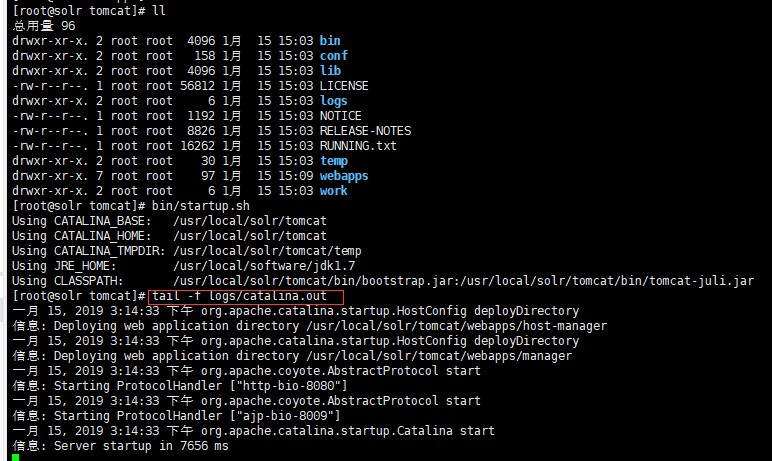 [root@solr tomcat]# ll
总用量 96
drwxr-xr-x. 2 root root  4096 1月  15 15:03 bin
drwxr-xr-x. 2 root root   158 1月  15 15:03 conf
drwxr-xr-x. 2 root root  4096 1月  15 15:03 lib
-rw-r--r--. 1 root root 56812 1月  15 15:03 LICENSE
drwxr-xr-x. 2 root root     6 1月  15 15:03 logs
-rw-r--r--. 1 root root  1192 1月  15 15:03 NOTICE
-rw-r--r--. 1 root root  8826 1月  15 15:03 RELEASE-NOTES
-rw-r--r--. 1 root root 16262 1月  15 15:03 RUNNING.txt
drwxr-xr-x. 2 root root    30 1月  15 15:03 temp
drwxr-xr-x. 7 root root    97 1月  15 15:09 webapps
drwxr-xr-x. 2 root root     6 1月  15 15:03 work
[root@solr tomcat]# bin/startup.sh
Using CATALINA_BASE:   /usr/local/solr/tomcat
Using CATALINA_HOME:   /usr/local/solr/tomcat
Using CATALINA_TMPDIR: /usr/local/solr/tomcat/temp
Using JRE_HOME:        /usr/local/software/jdk1.7
Using CLASSPATH:       /usr/local/solr/tomcat/bin/bootstrap.jar:/usr/local/solr/tomcat/bin/tomcat-juli.jar
[root@solr tomcat]# tail -f logs/catalina.out
一月 15, 2019 3:14:33 下午 org.apache.catalina.startup.HostConfig deployDirectory
信息: Deploying web application directory /usr/local/solr/tomcat/webapps/host-manager
一月 15, 2019 3:14:33 下午 org.apache.catalina.startup.HostConfig deployDirectory
信息: Deploying web application directory /usr/local/solr/tomcat/webapps/manager
一月 15, 2019 3:14:33 下午 org.apache.coyote.AbstractProtocol start
信息: Starting ProtocolHandler ["http-bio-8080"]
一月 15, 2019 3:14:33 下午 org.apache.coyote.AbstractProtocol start
信息: Starting ProtocolHandler ["ajp-bio-8009"]
一月 15, 2019 3:14:33 下午 org.apache.catalina.startup.Catalina start
信息: Server startup in 7656 ms